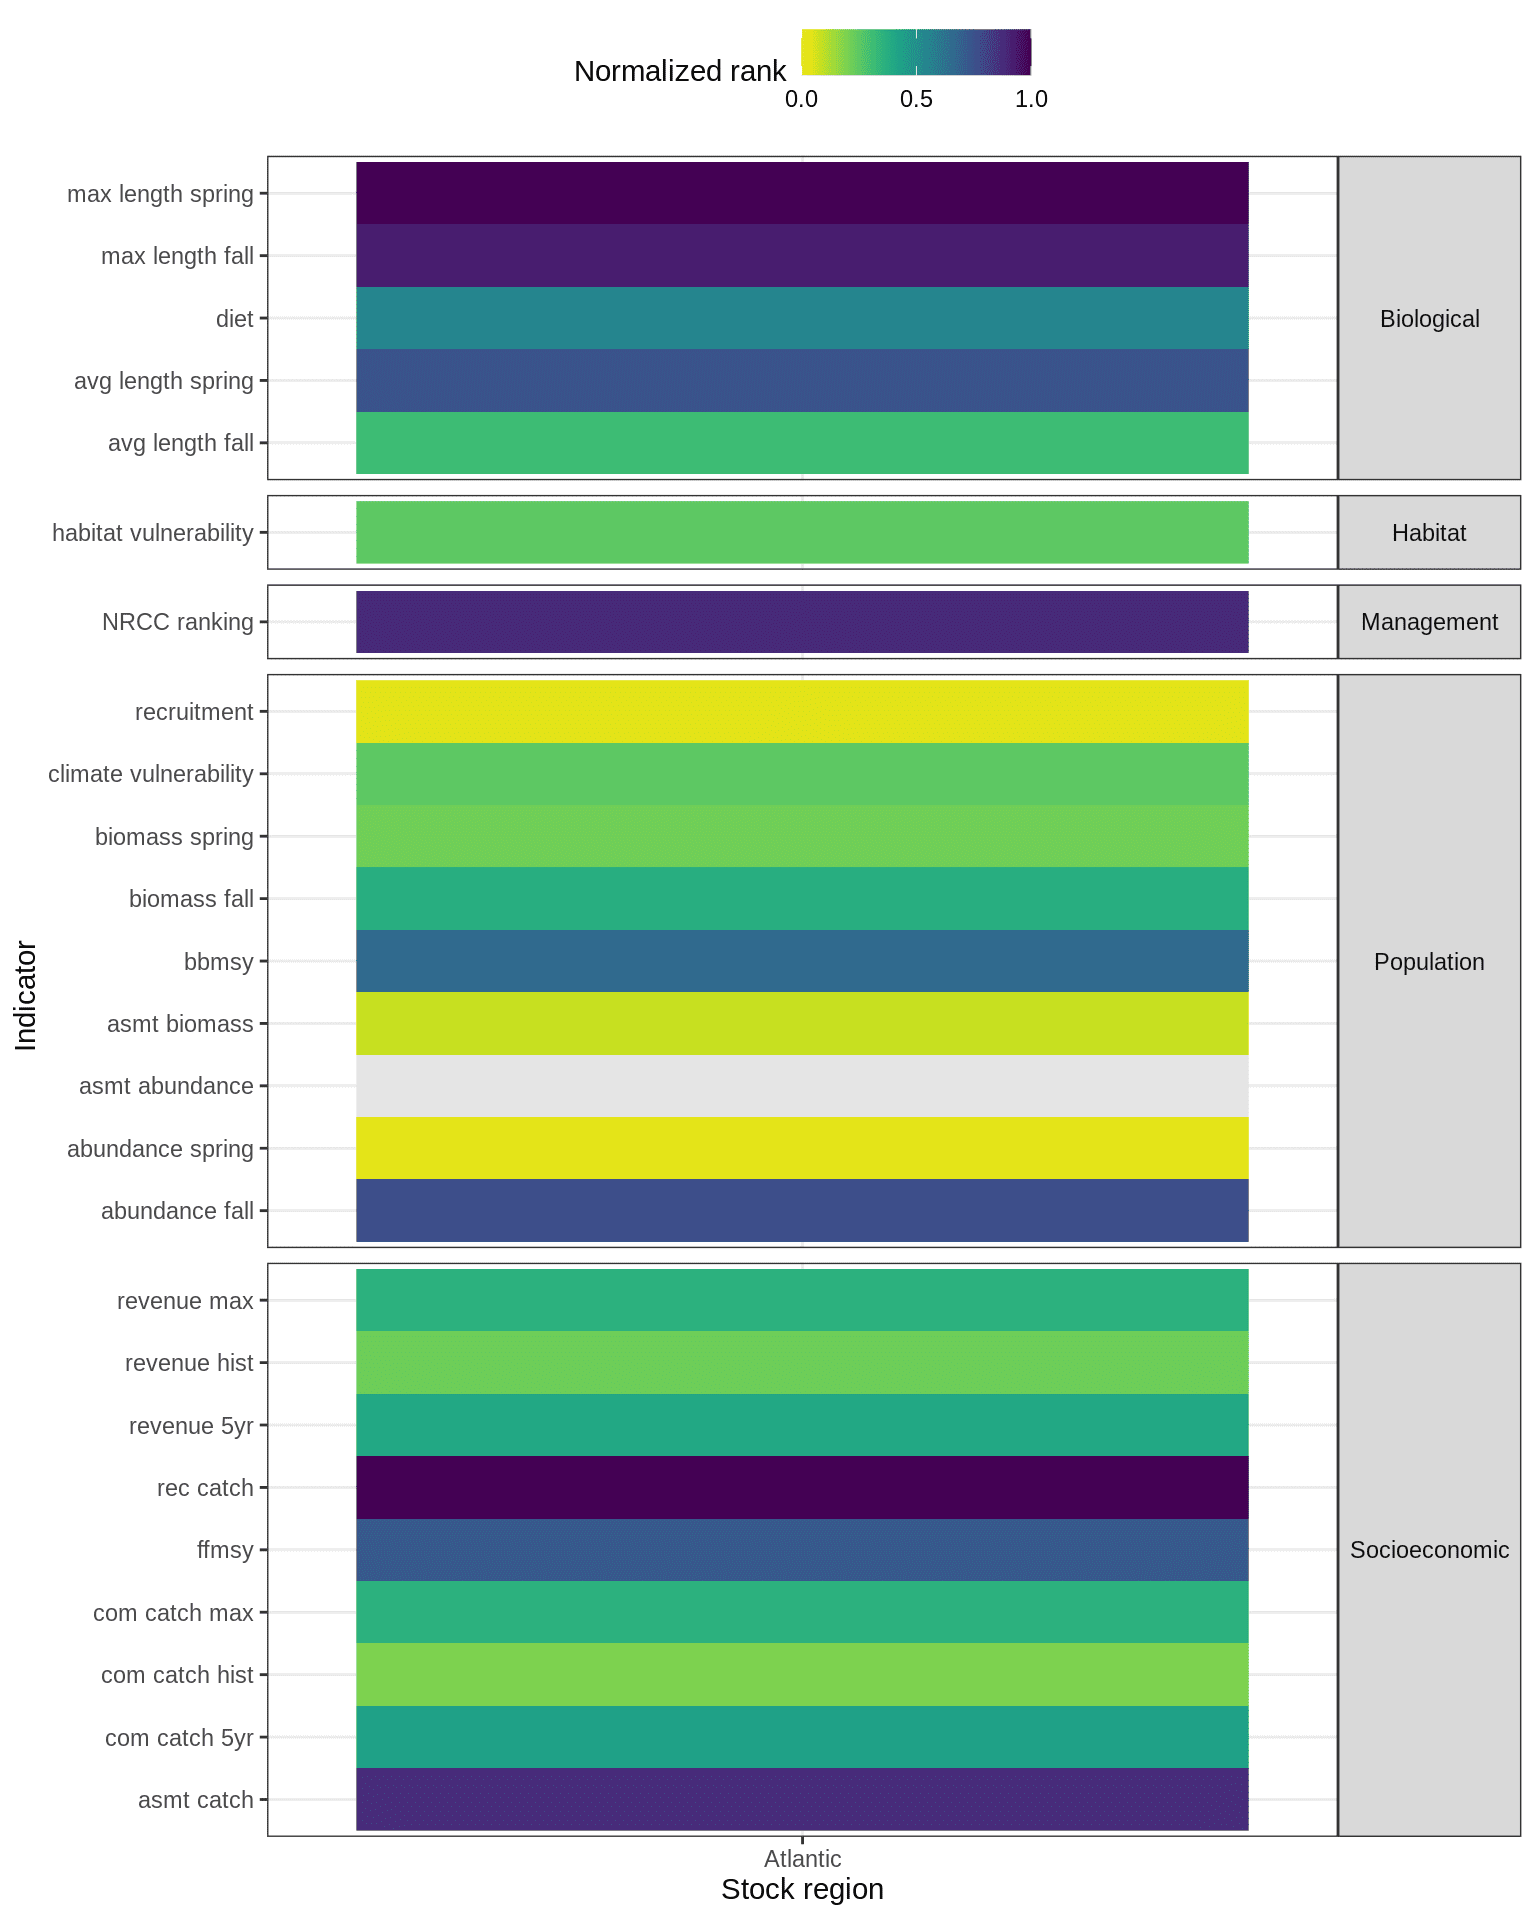 Normalized rank
0.0 0.5 1.0
max length spring
max length fall
diet
avg length spring
avg length fall
Biological
habitat vulnerability
Habitat
NRCC ranking
Management
recruitment
climate vulnerability
biomass spring
biomass fall
bbmsy
asmt biomass
asmt abundance
abundance spring
abundance fall
Population
revenue max
revenue hist
revenue 5yr
rec catch
ffmsy
com catch max
com catch hist
com catch 5yr
asmt catch
Socioeconomic
Indicator
Atlantic
Stock region